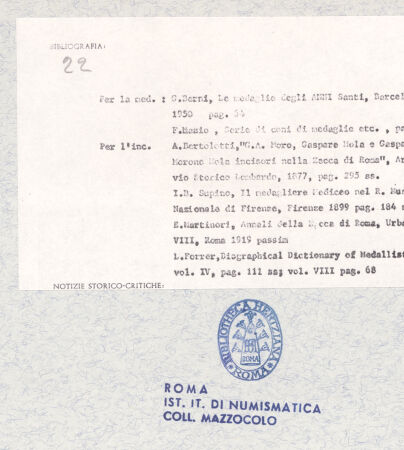 BIBLIOGRAFIA:
22
Per la med. : S.Berni, Le medaglie degli ANNI Santi, Barcel
1950 pag. 54
F.Mazio , Serie di coni di medaglie etc. , pa
Per l'inc. A.Bertolotti,"G.A. Moro, Gaspare Mola e Gaspa
Morone Mola incisori nella Zecca di Roma", Ar
vio Storico Lombardo, 1877, pag. 295 ss.
I.B. Supino, Il medagliere Mediceo nel R. Mus
Nazionale di Firenze, Firenze 1899 pag. 184 s
E.Martinori, Annali della Zecca di Roma, Urba
VIII, Roma 1919 passim
L.Forrer,Biographical Dictionary of Medallist
vol. IV, pag. 111 ss; vol. VIII pag. 68
NOTIZIE STORICO-CRITICHE:
BIBLIOTHECA HERTZIANA
ROMA
ROMA
ROMA
IST. IT. DI NUMISMATICA
COLL. MAZZOCOLO